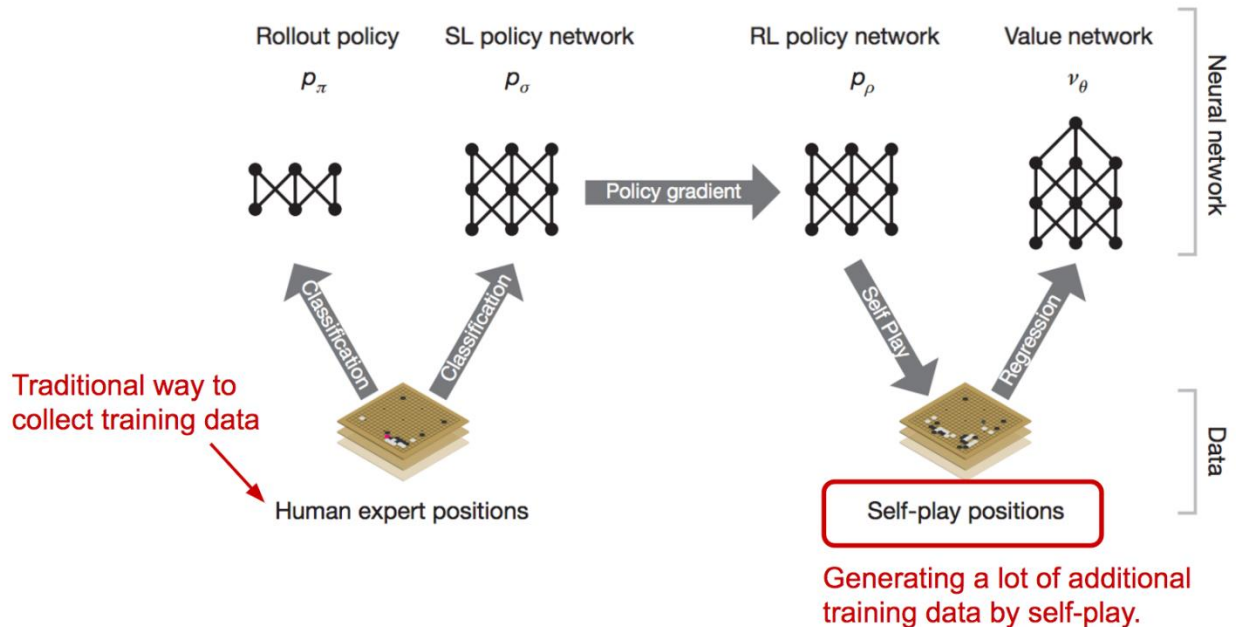 Rollout policy
SL policy network
RL policy network
Value network
pπ
pσ
pρ
νθ
Neural network
Policy gradient
Classification
Classification
Self Play
Regression
Traditional way to
collect training data
Data
Human expert positions
Self-play positions
Generating a lot of additional
training data by self-play.